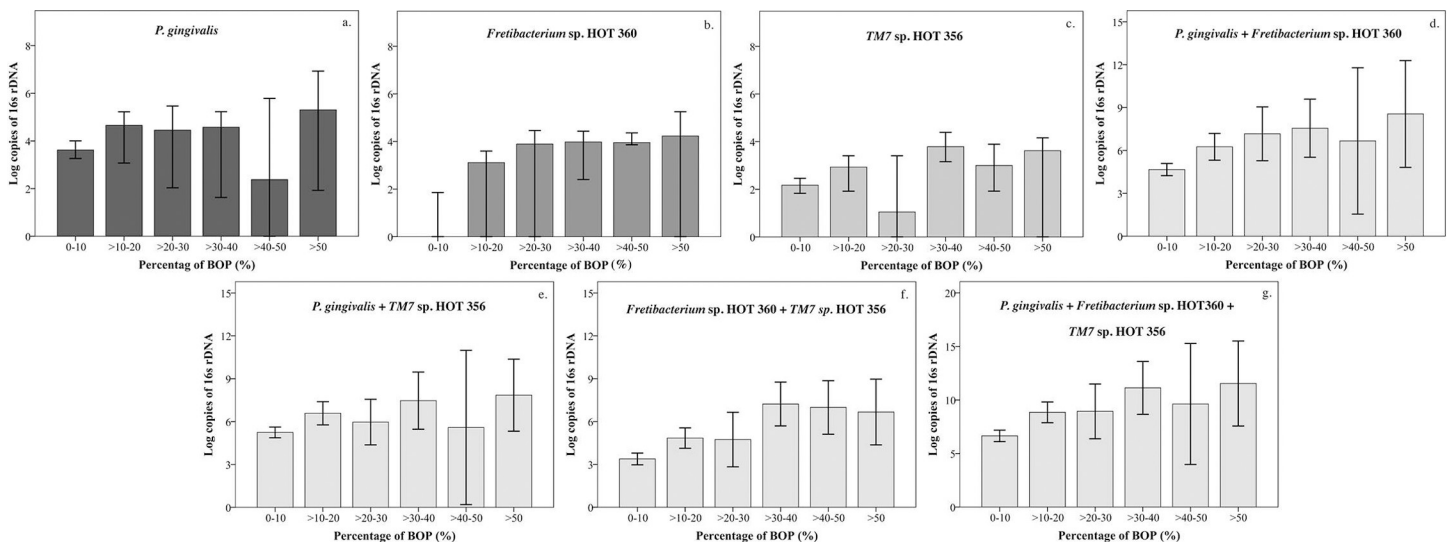 a.
P. gingivalis
Log copies of 16s rDNA
8
6
4
2
0
0-10 >10-20 >20-30 >30-40 >40-50 >50
Percentag of BOP (%)
b.
Fretibacterium sp. HOT 360
Log copies of 16s rDNA
8
6
4
2
0
0-10 >10-20 >20-30 >30-40 >40-50 >50
Percentage of BOP (%)
c.
TM7 sp. HOT 356
Log copies of 16s rDNA
8
6
4
2
0
0-10 >10-20 >20-30 >30-40 >40-50 >50
Percentage of BOP (%)
d.
P. gingivalis + Fretibacterium sp. HOT 360
Log copies of 16s rDNA
15
12
9
6
3
0
0-10 >10-20 >20-30 >30-40 >40-50 >50
Percentage of BOP (%)
e.
P. gingivalis + TM7 sp. HOT 356
Log copies of 16s rDNA
15
12
9
6
3
0
0-10 >10-20 >20-30 >30-40 >40-50 >50
Percentage of BOP (%)
f.
Fretibacterium sp. HOT 360 + TM7 sp. HOT 356
Log copies of 16s rDNA
15
12
9
6
3
0
0-10 >10-20 >20-30 >30-40 >40-50 >50
Percentage of BOP (%)
g.
P. gingivalis + Fretibacterium sp. HOT360 +
TM7 sp. HOT 356
Log copies of 16s rDNA
20
15
10
5
0
0-10 >10-20 >20-30 >30-40 >40-50 >50
Percentage of BOP (%)